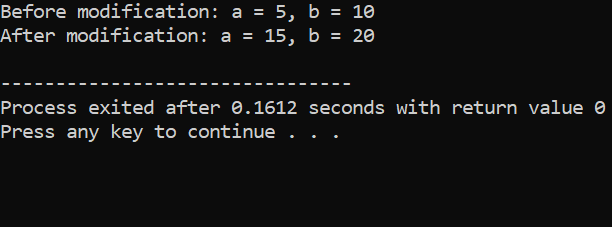 Before modification: a = 5, b = 10
After modification: a = 15, b = 20
--------------------------------
Process exited after 0.1612 seconds with return value 0
Press any key to continue . . .